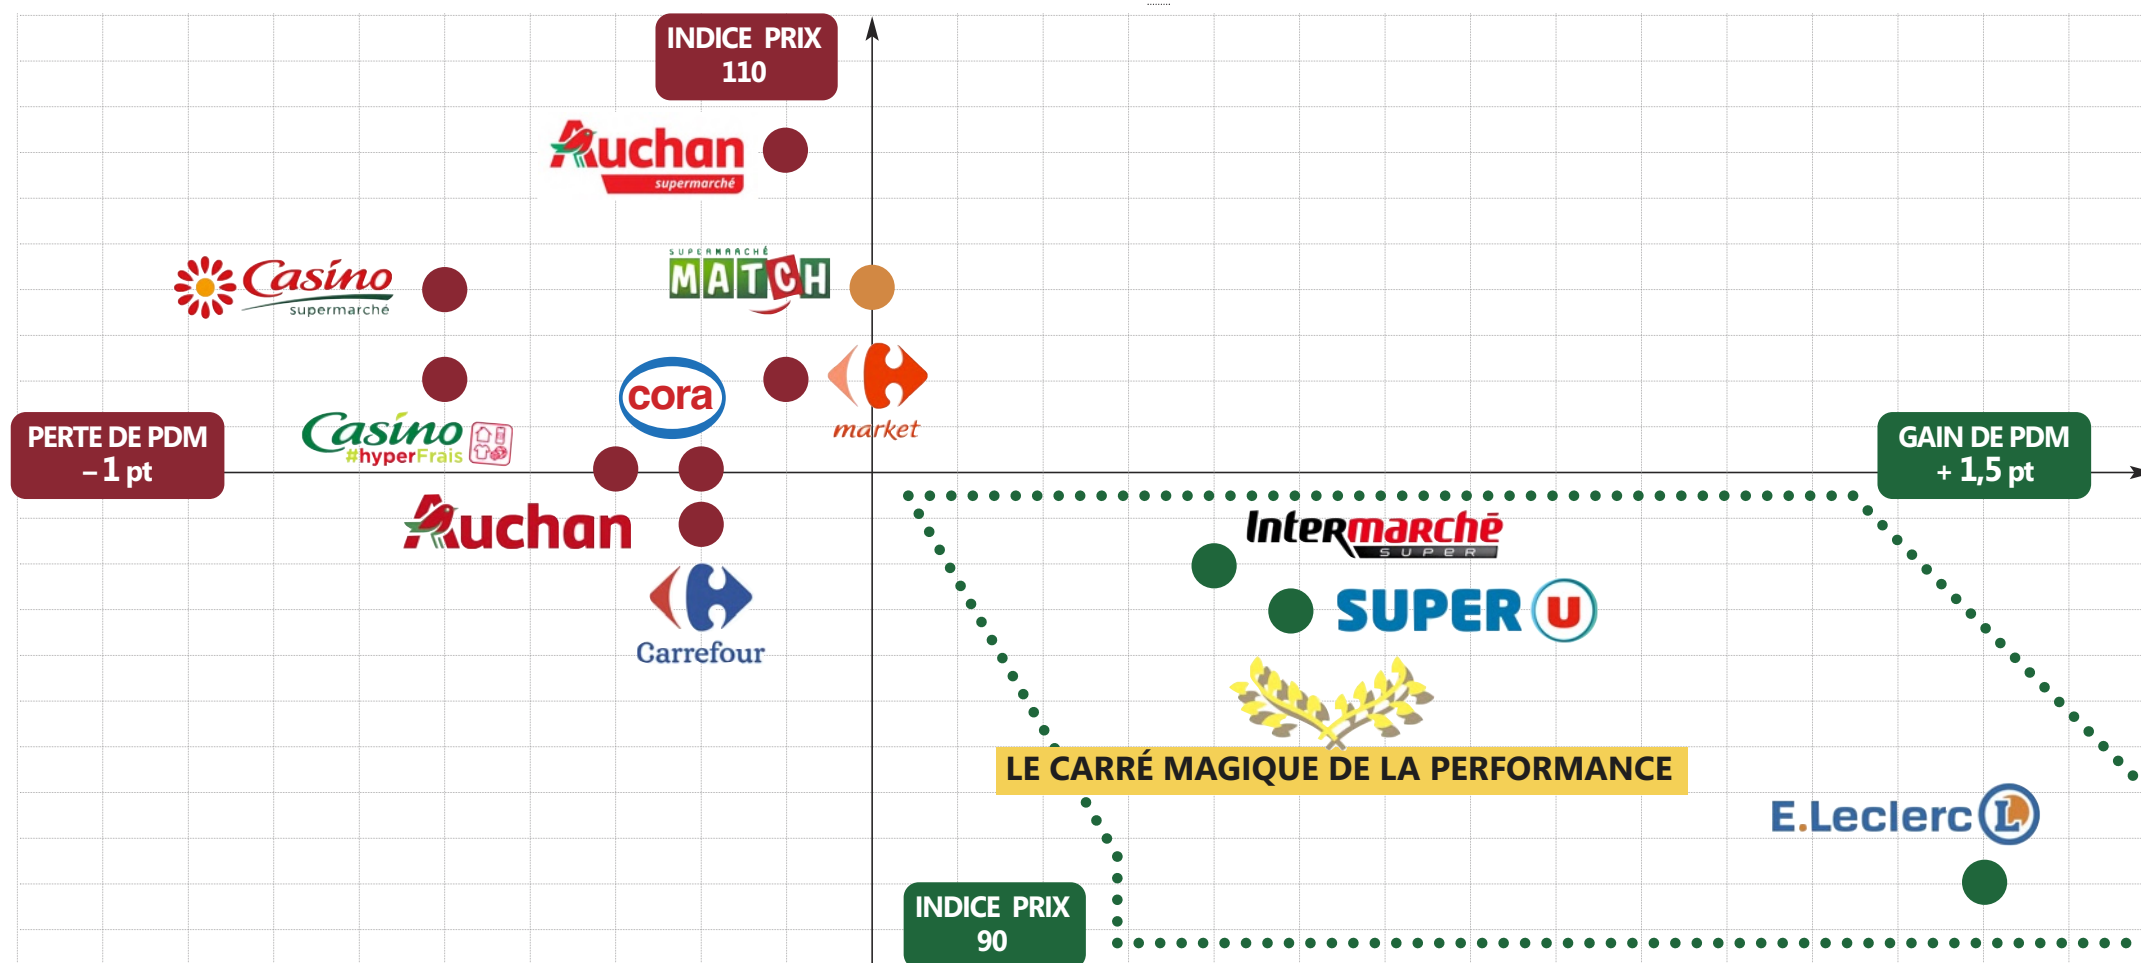 INDICE PRIX
110
Auchan
supermarché
SUPERMARCHÉ
MATCH
Casino
supermarché
cora
market
Casino
#hyperFrais
PERTE DE PDM
– 1 pt
GAIN DE PDM
+ 1,5 pt
Auchan
Carrefour
Intermarché
SUPER
SUPER U
LE CARRÉ MAGIQUE DE LA PERFORMANCE
E.Leclerc L
INDICE PRIX
90